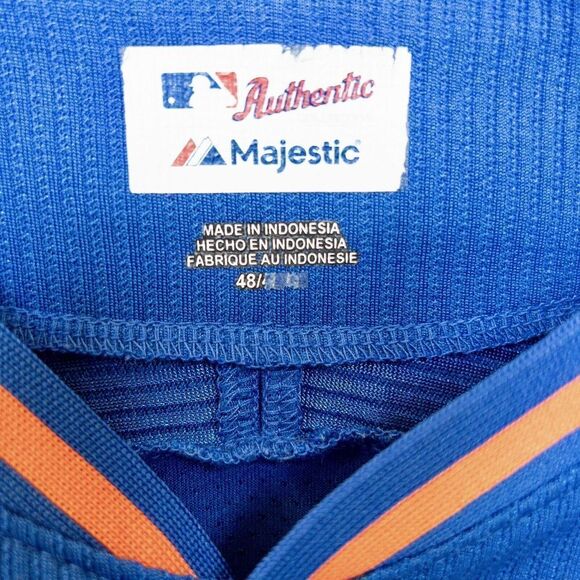 Authentic
Majestic
MADE IN INDONESIA
HECHO EN INDONESIA
FABRIQUE AU INDONESIE
48/